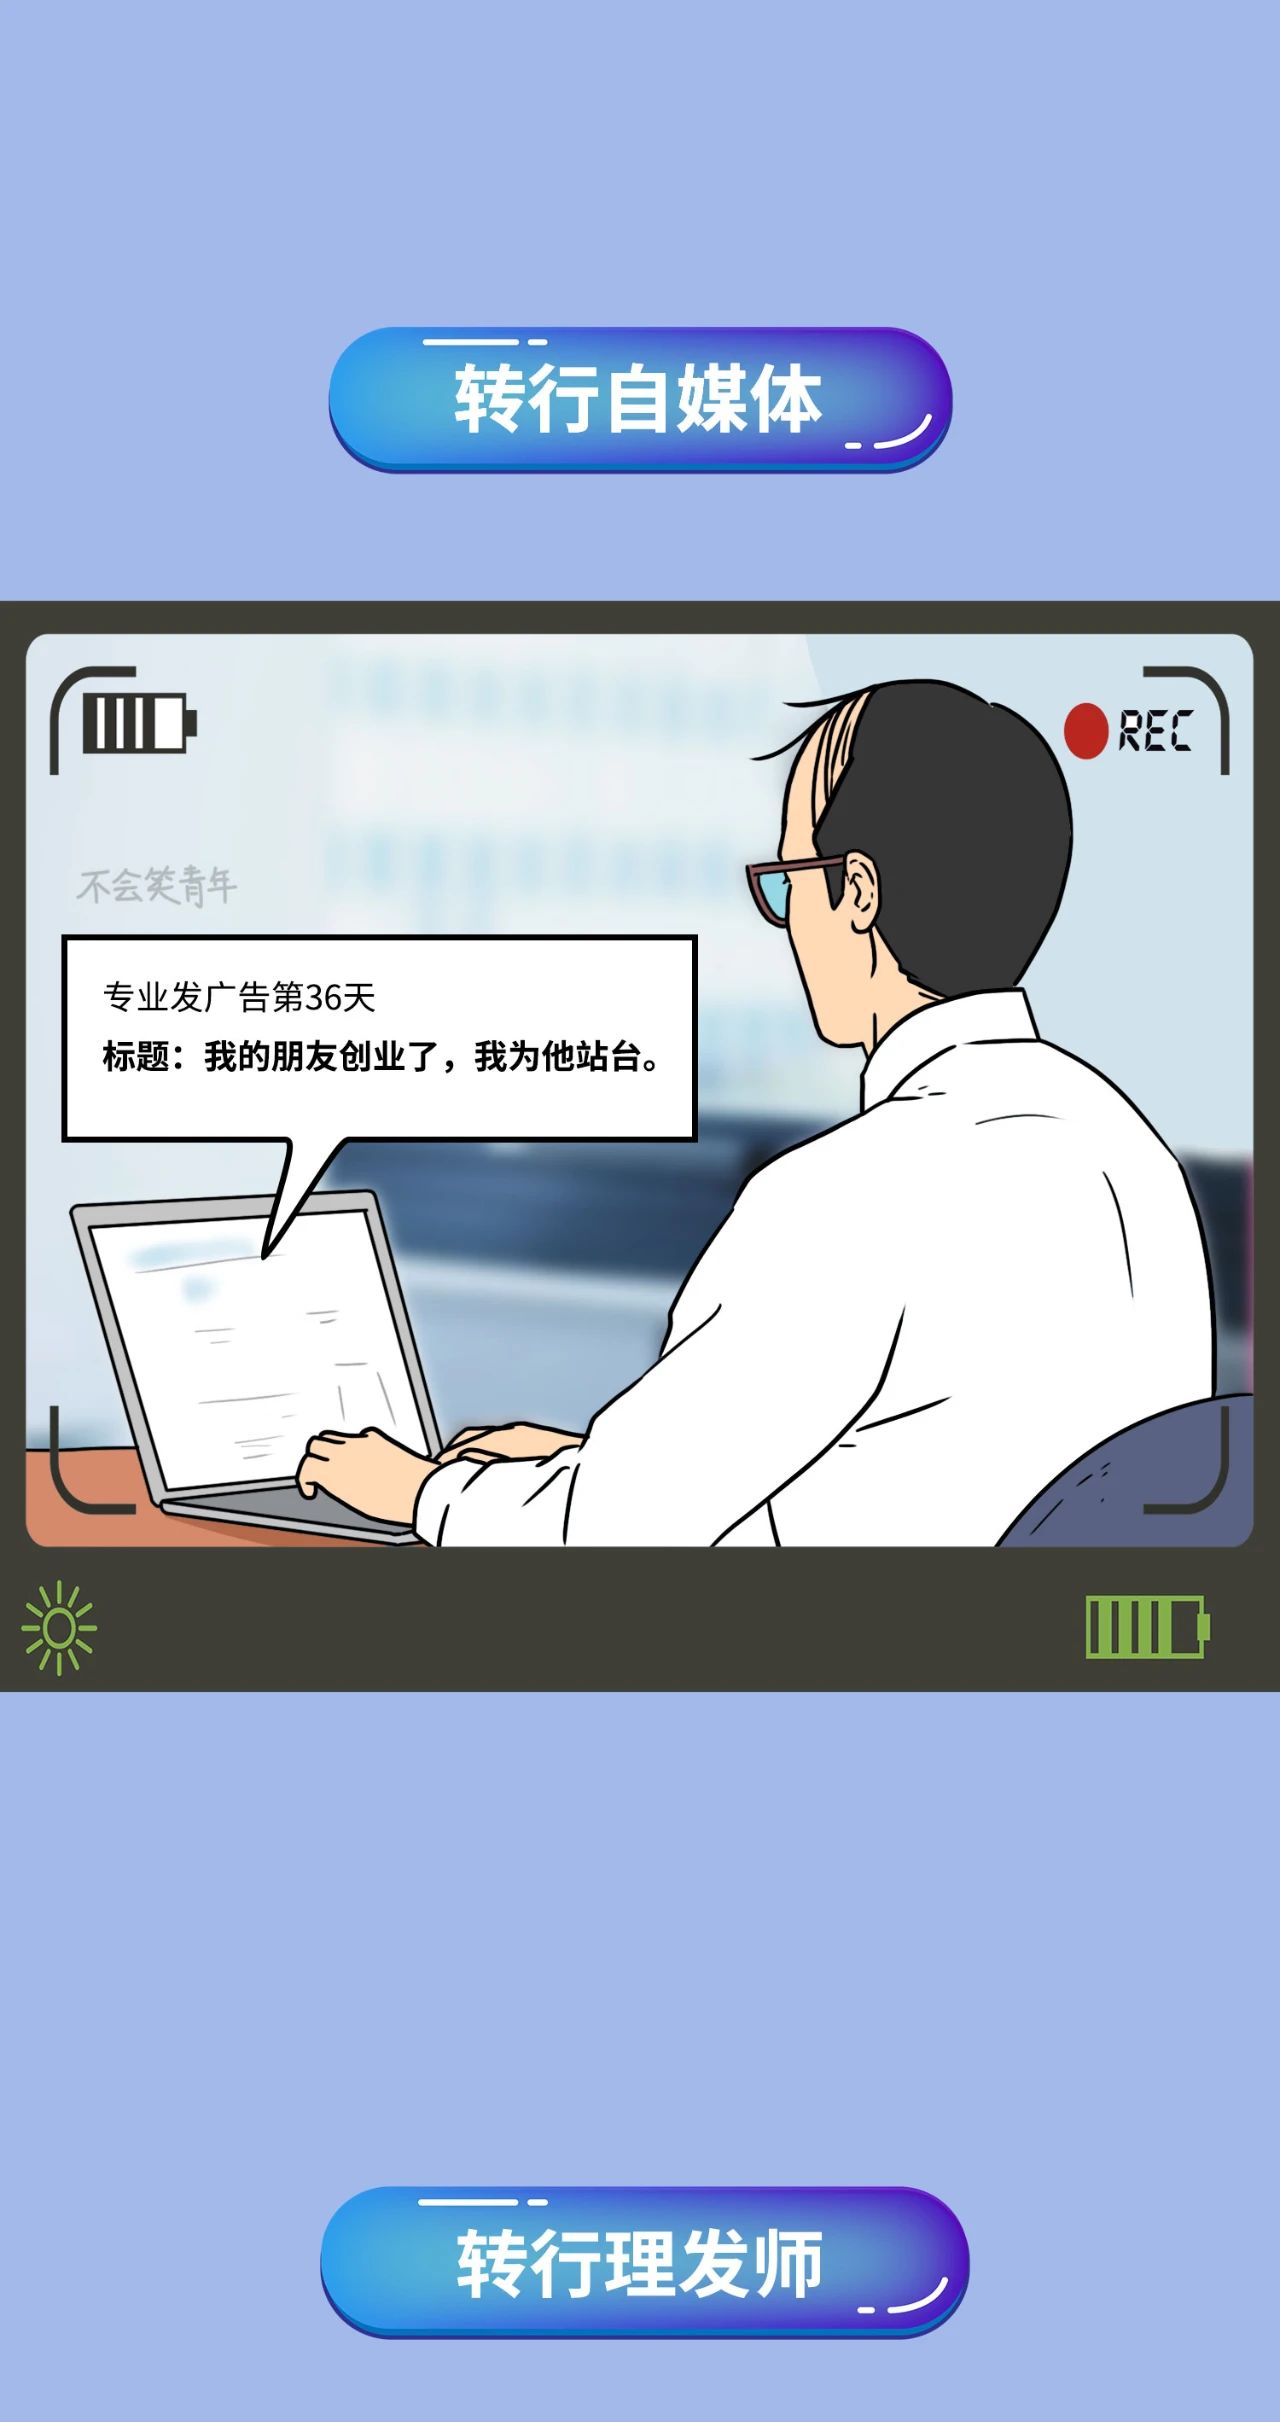 转行自媒体
REC
不会笑青年
专业发广告第36天
标题：我的朋友创业了，我为他站台。
转行理发师